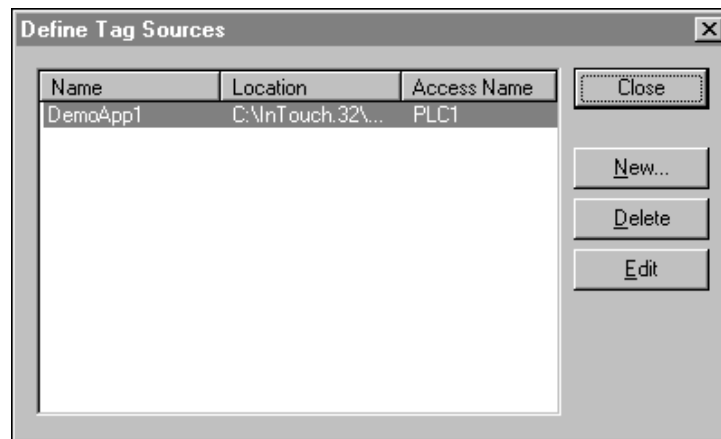 Define Tag Sources
Name Location Access Name
DemoApp1 C:\InTouch.32\... PLC1
Close
New...
Delete
Edit